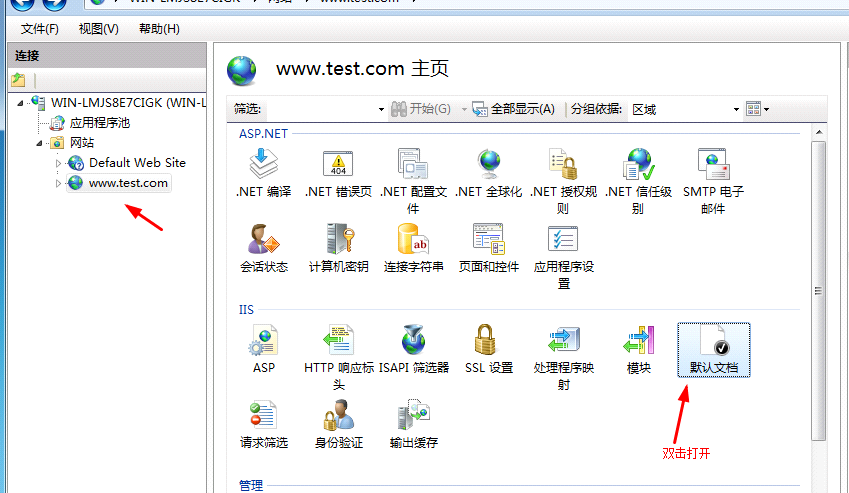 文件(F) 视图(V) 帮助(H)
连接
WIN-LMJS8E7CIGK (WIN-L
应用程序池
网站
Default Web Site
www.test.com
www.test.com 主页
筛选: 开始(G) 全部显示(A) 分组依据: 区域
ASP.NET
.NET 编译 .NET 错误页 .NET 配置文件 .NET 全球化 .NET 授权规则 .NET 信任级别 SMTP 电子邮件
404
ab
会话状态 计算机密钥 连接字符串 页面和控件 应用程序设置
IIS
ASP HTTP 响应标头 ISAPI 筛选器 SSL 设置 处理程序映射 模块 默认文档
请求筛选 身份验证 输出缓存
双击打开
管理